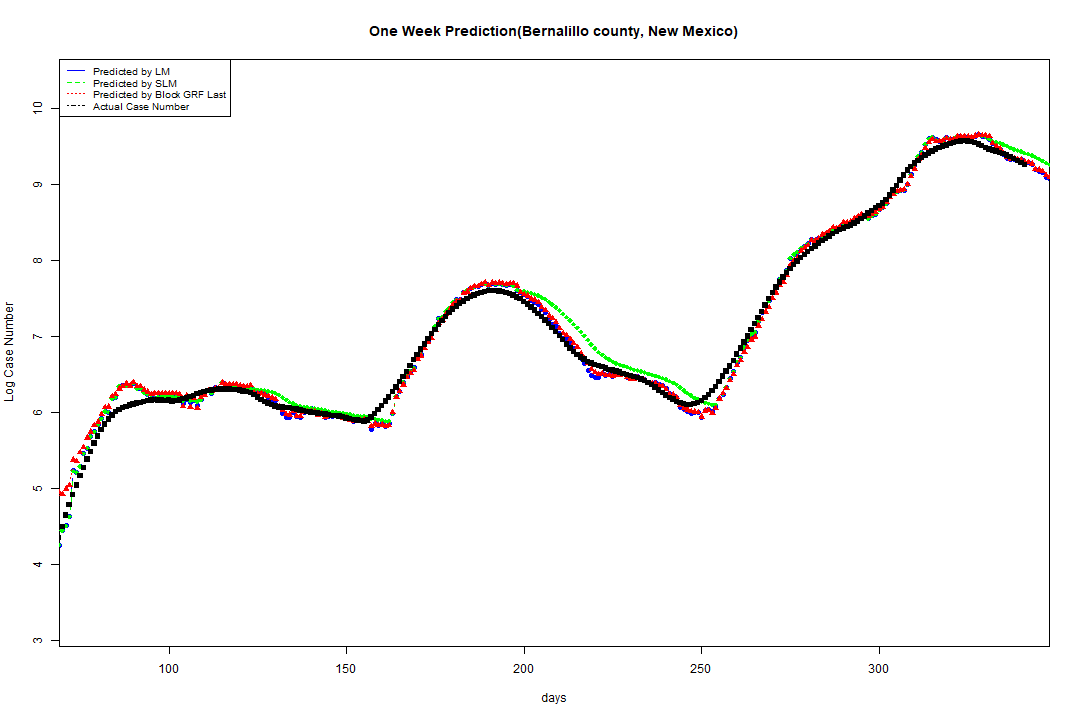 One Week Prediction(Bernalillo county, New Mexico)
Predicted by LM
Predicted by SLM
Predicted by Block GRF Last
Actual Case Number
Log Case Number
10
9
8
7
6
5
4
3
100 150 200 250 300
days